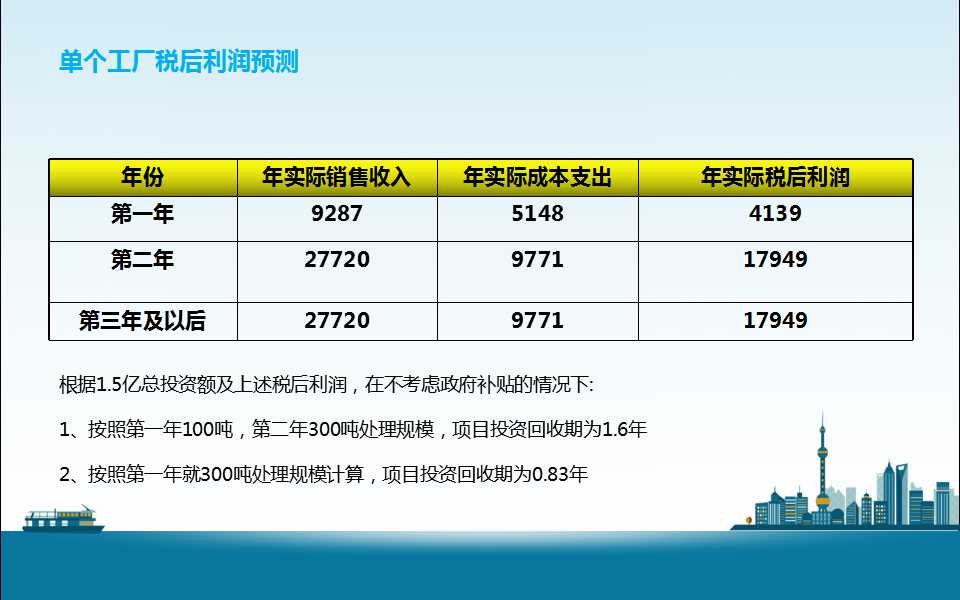 单个工厂税后利润预测
年份 年实际销售收入 年实际成本支出 年实际税后利润
第一年 9287 5148 4139
第二年 27720 9771 17949
第三年及以后 27720 9771 17949
根据1.5亿总投资额及上述税后利润，在不考虑政府补贴的情况下:
1、按照第一年100吨，第二年300吨处理规模，项目投资回收期为1.6年
2、按照第一年就300吨处理规模计算，项目投资回收期为0.83年